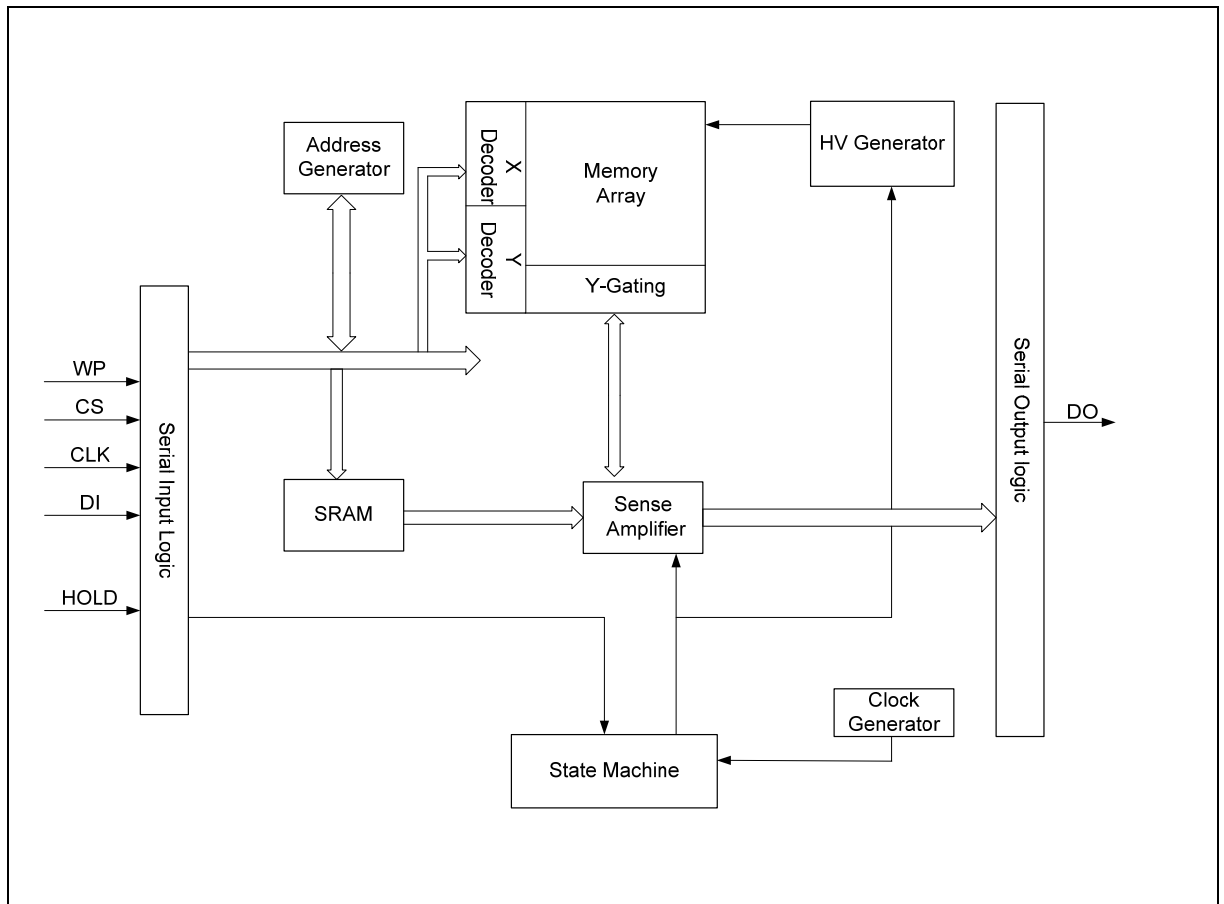 Address
Generator
X
Decoder
Memory
Array
HV Generator
Y
Decoder
Y-Gating
WP
CS
CLK
DI
HOLD
Serial Input Logic
SRAM
Sense
Amplifier
Serial Output logic
DO
Clock
Generator
State Machine